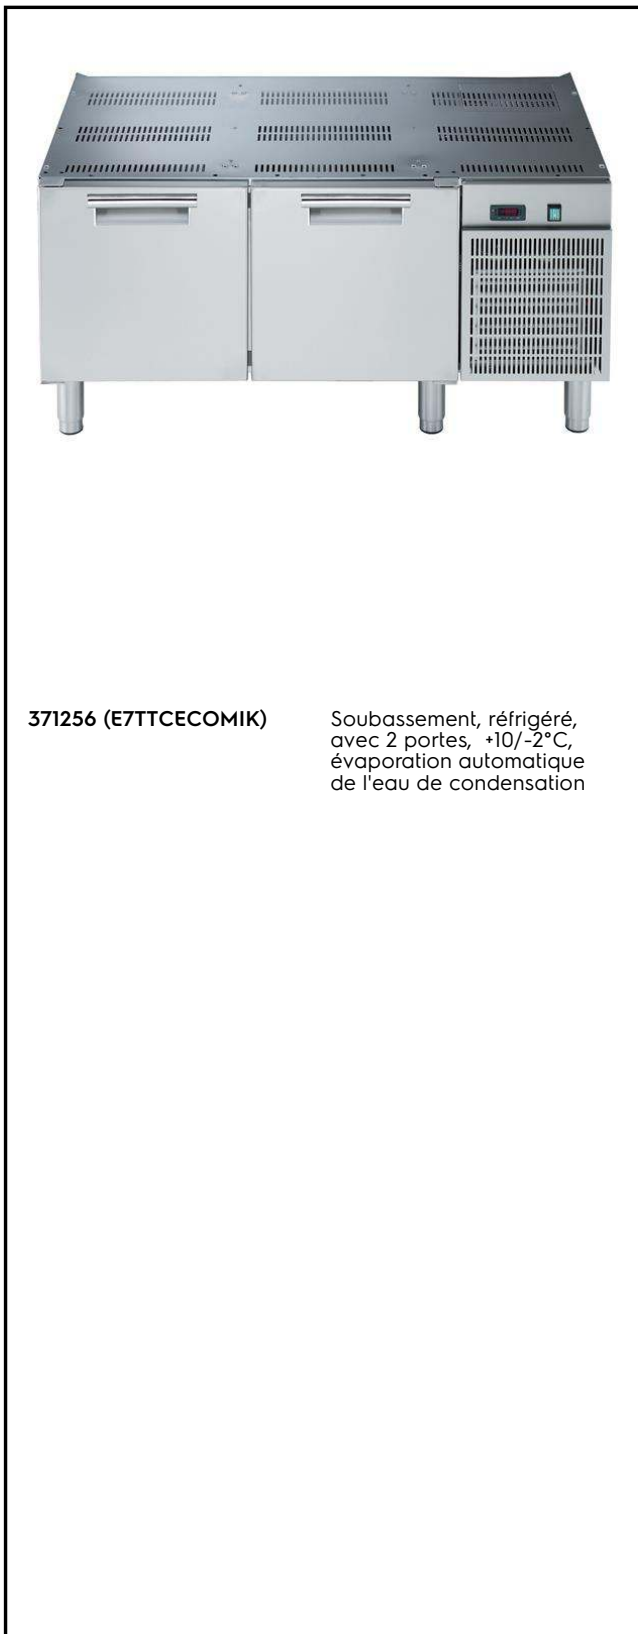 371256 (E7TTCECOMIK)
Soubassement, réfrigéré,
avec 2 portes, +10/-2°C,
évaporation automatique
de l'eau de condensation